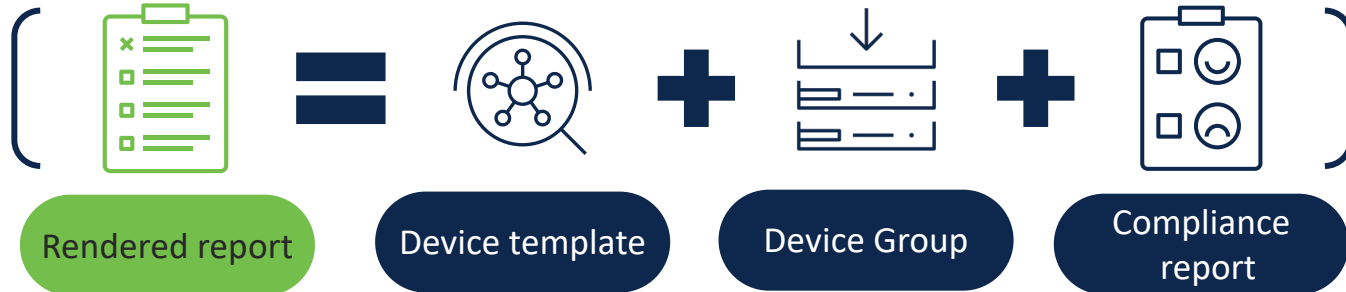 Rendered report
Device template
Device Group
Compliance
report